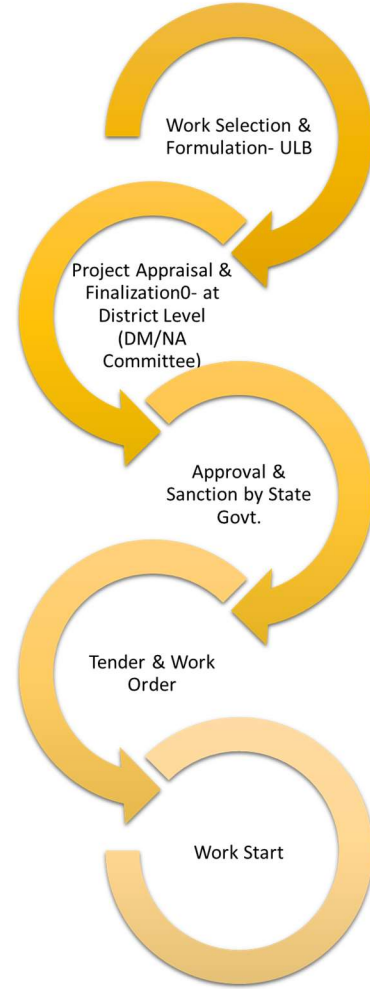 Work Selection &
Formulation- ULB
Project Appraisal &
Finalization0- at
District Level
(DM/NA
Committee)
Approval &
Sanction by State
Govt.
Tender & Work
Order
Work Start